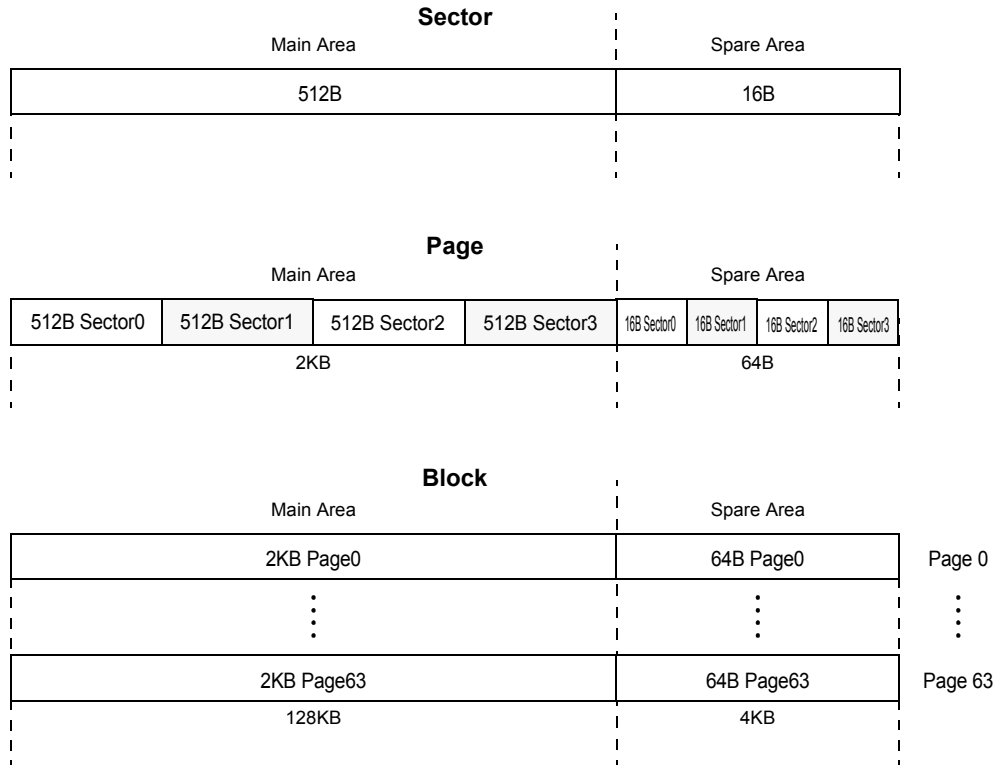 Sector
Main Area Spare Area
512B 16B
Page
Main Area Spare Area
512B Sector0 512B Sector1 512B Sector2 512B Sector3 16B Sector0 16B Sector1 16B Sector2 16B Sector3
2KB 64B
Block
Main Area Spare Area
2KB Page0 64B Page0 Page 0
2KB Page63 64B Page63 Page 63
128KB 4KB